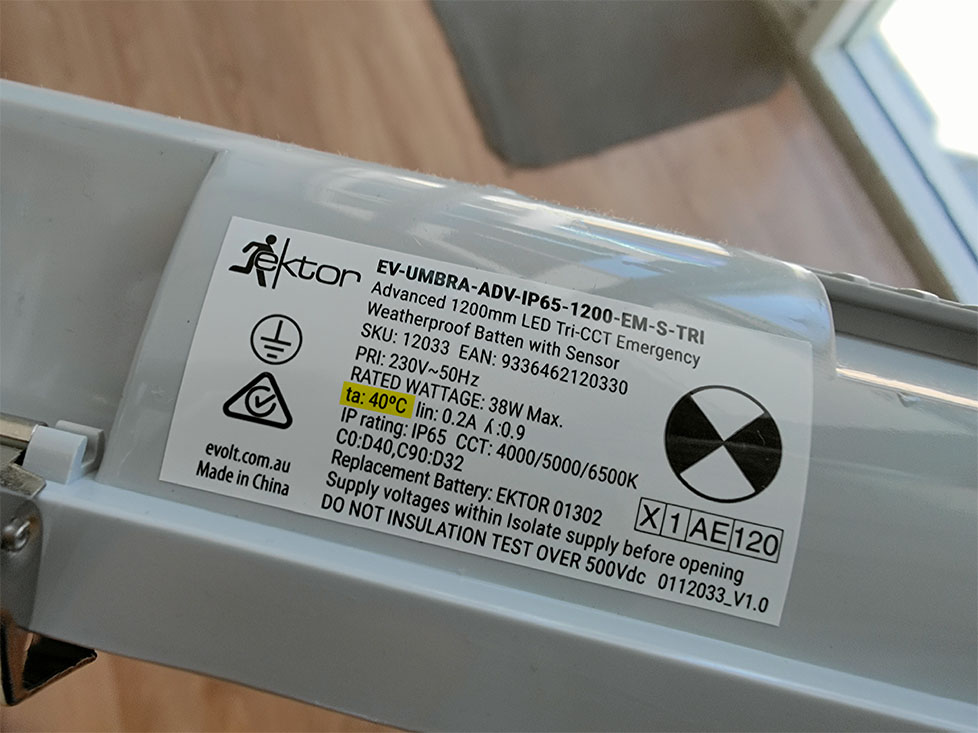 ektor
EV-UMBRA-ADV-IP65-1200-EM-S-TRI
Advanced 1200mm LED Tri-CCT Emergency
Weatherproof Batten with Sensor
SKU: 12033 EAN: 9336462120330
PRI: 230V~50Hz
RATED WATTAGE: 38W Max.
ta: 40ºC lin: 0.2A ʎ:0.9
IP rating: IP65 CCT: 4000/5000/6500K
C0:D40,C90:D32
Replacement Battery: EKTOR 01302
Supply voltages within Isolate supply before opening
DO NOT INSULATION TEST OVER 500Vdc 0112033_V1.0
evolt.com.au
Made in China
X 1 AE 120